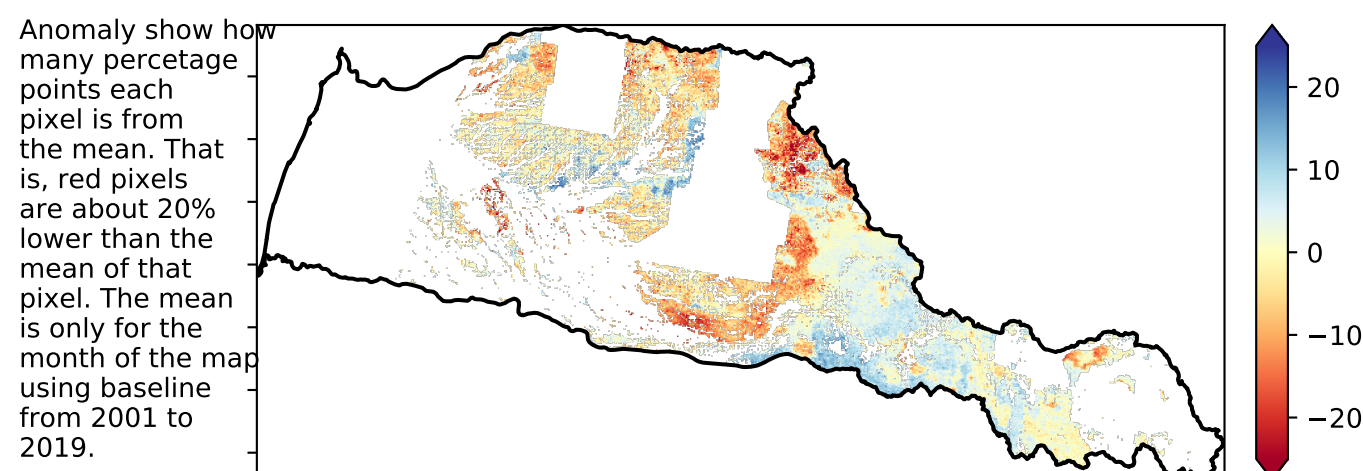 Anomaly show how
many percetage
points each
pixel is from
the mean. That
is, red pixels
are about 20%
lower than the
mean of that
pixel. The mean
is only for the
month of the map
using baseline
from 2001 to
2019.
20
10
0
−10
−20